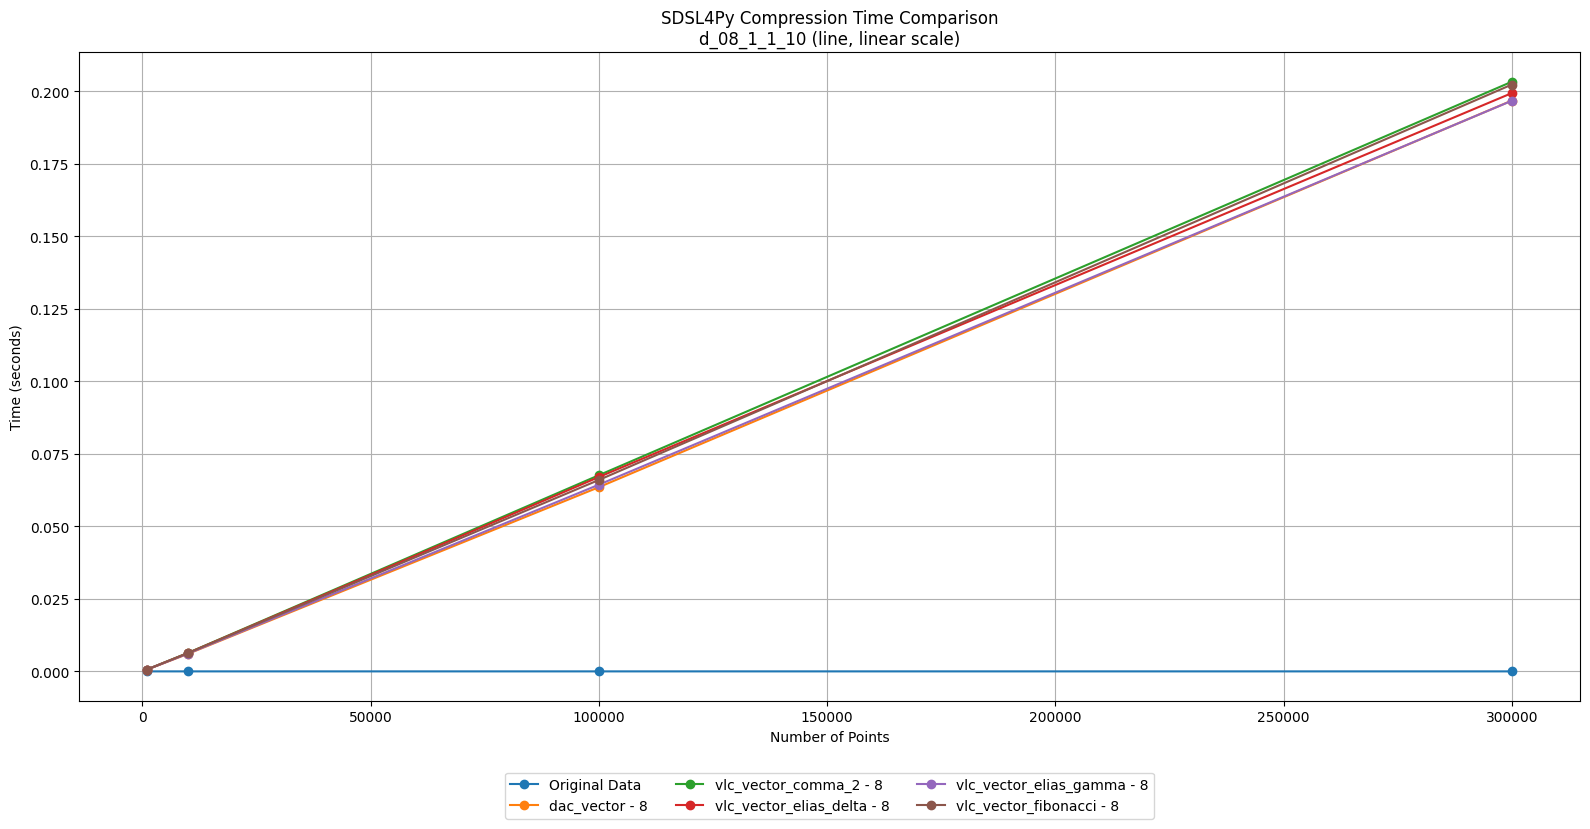 SDSL4Py Compression Time Comparison
d_08_1_1_10 (line, linear scale)
Time (seconds)
0.200
0.175
0.150
0.125
0.100
0.075
0.050
0.025
0.000
0 50000 100000 150000 200000 250000 300000
Number of Points
Original Data vlc_vector_comma_2 - 8 vlc_vector_elias_gamma - 8
dac_vector - 8 vlc_vector_elias_delta - 8 vlc_vector_fibonacci - 8